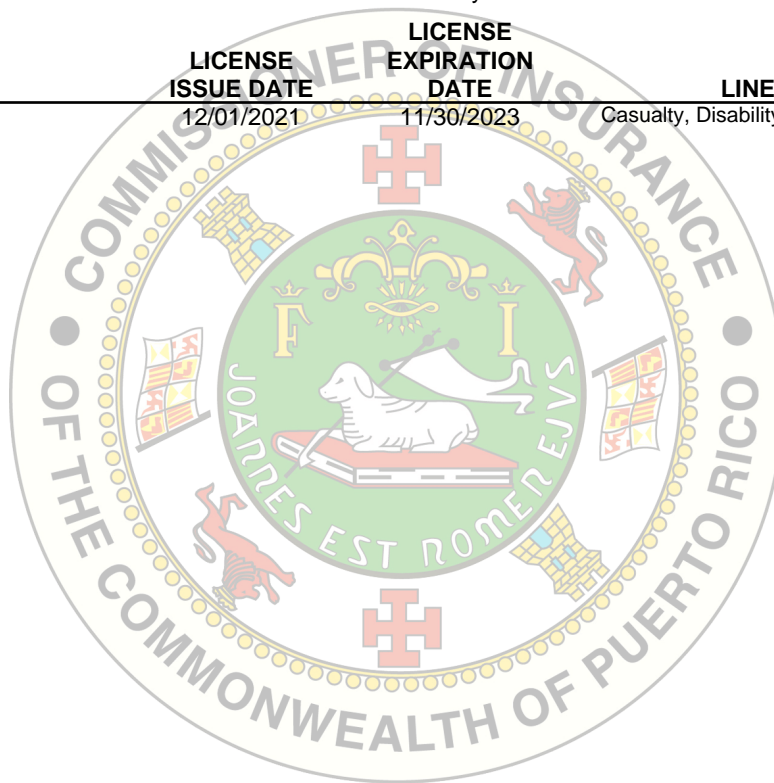 LICENSE ISSUE DATE
LICENSE EXPIRATION DATE
LINE
12/01/2021 11/30/2023 Casualty, Disability
COMMISSIONER OF INSURANCE
OF THE COMMONWEALTH OF PUERTO RICO
F I
JOANNES EST NOMEN EJVS